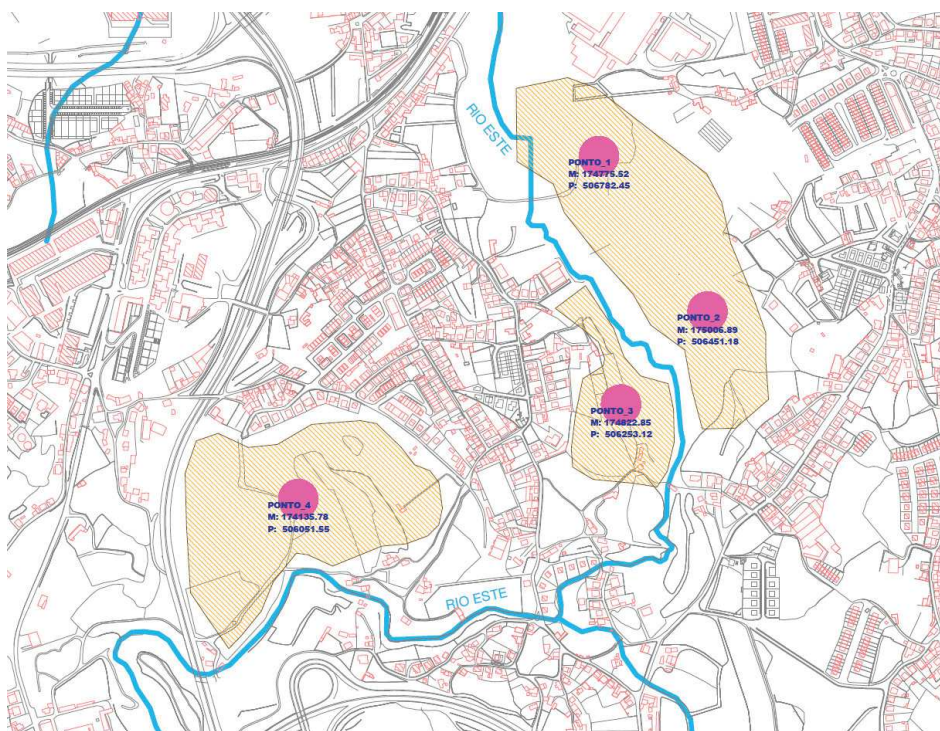 RIO ESTE
PONTO_1
M: 174775.52
P: 506782.45
PONTO_2
M: 175006.89
P: 506451.18
PONTO_3
M: 174822.85
P: 506253.12
PONTO_4
M: 174135.78
P: 506051.55
RIO ESTE